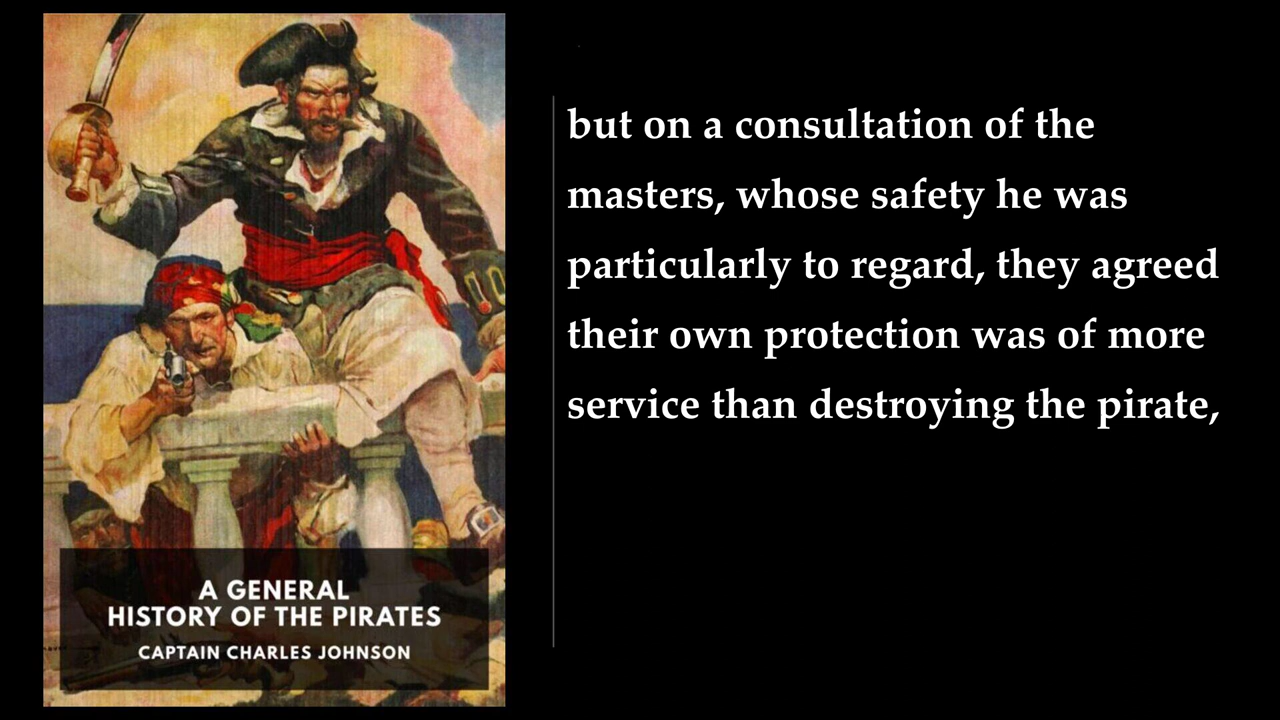 A GENERAL
HISTORY OF THE PIRATES
CAPTAIN CHARLES JOHNSON
but on a consultation of the
masters, whose safety he was
particularly to regard, they agreed
their own protection was of more
service than destroying the pirate,